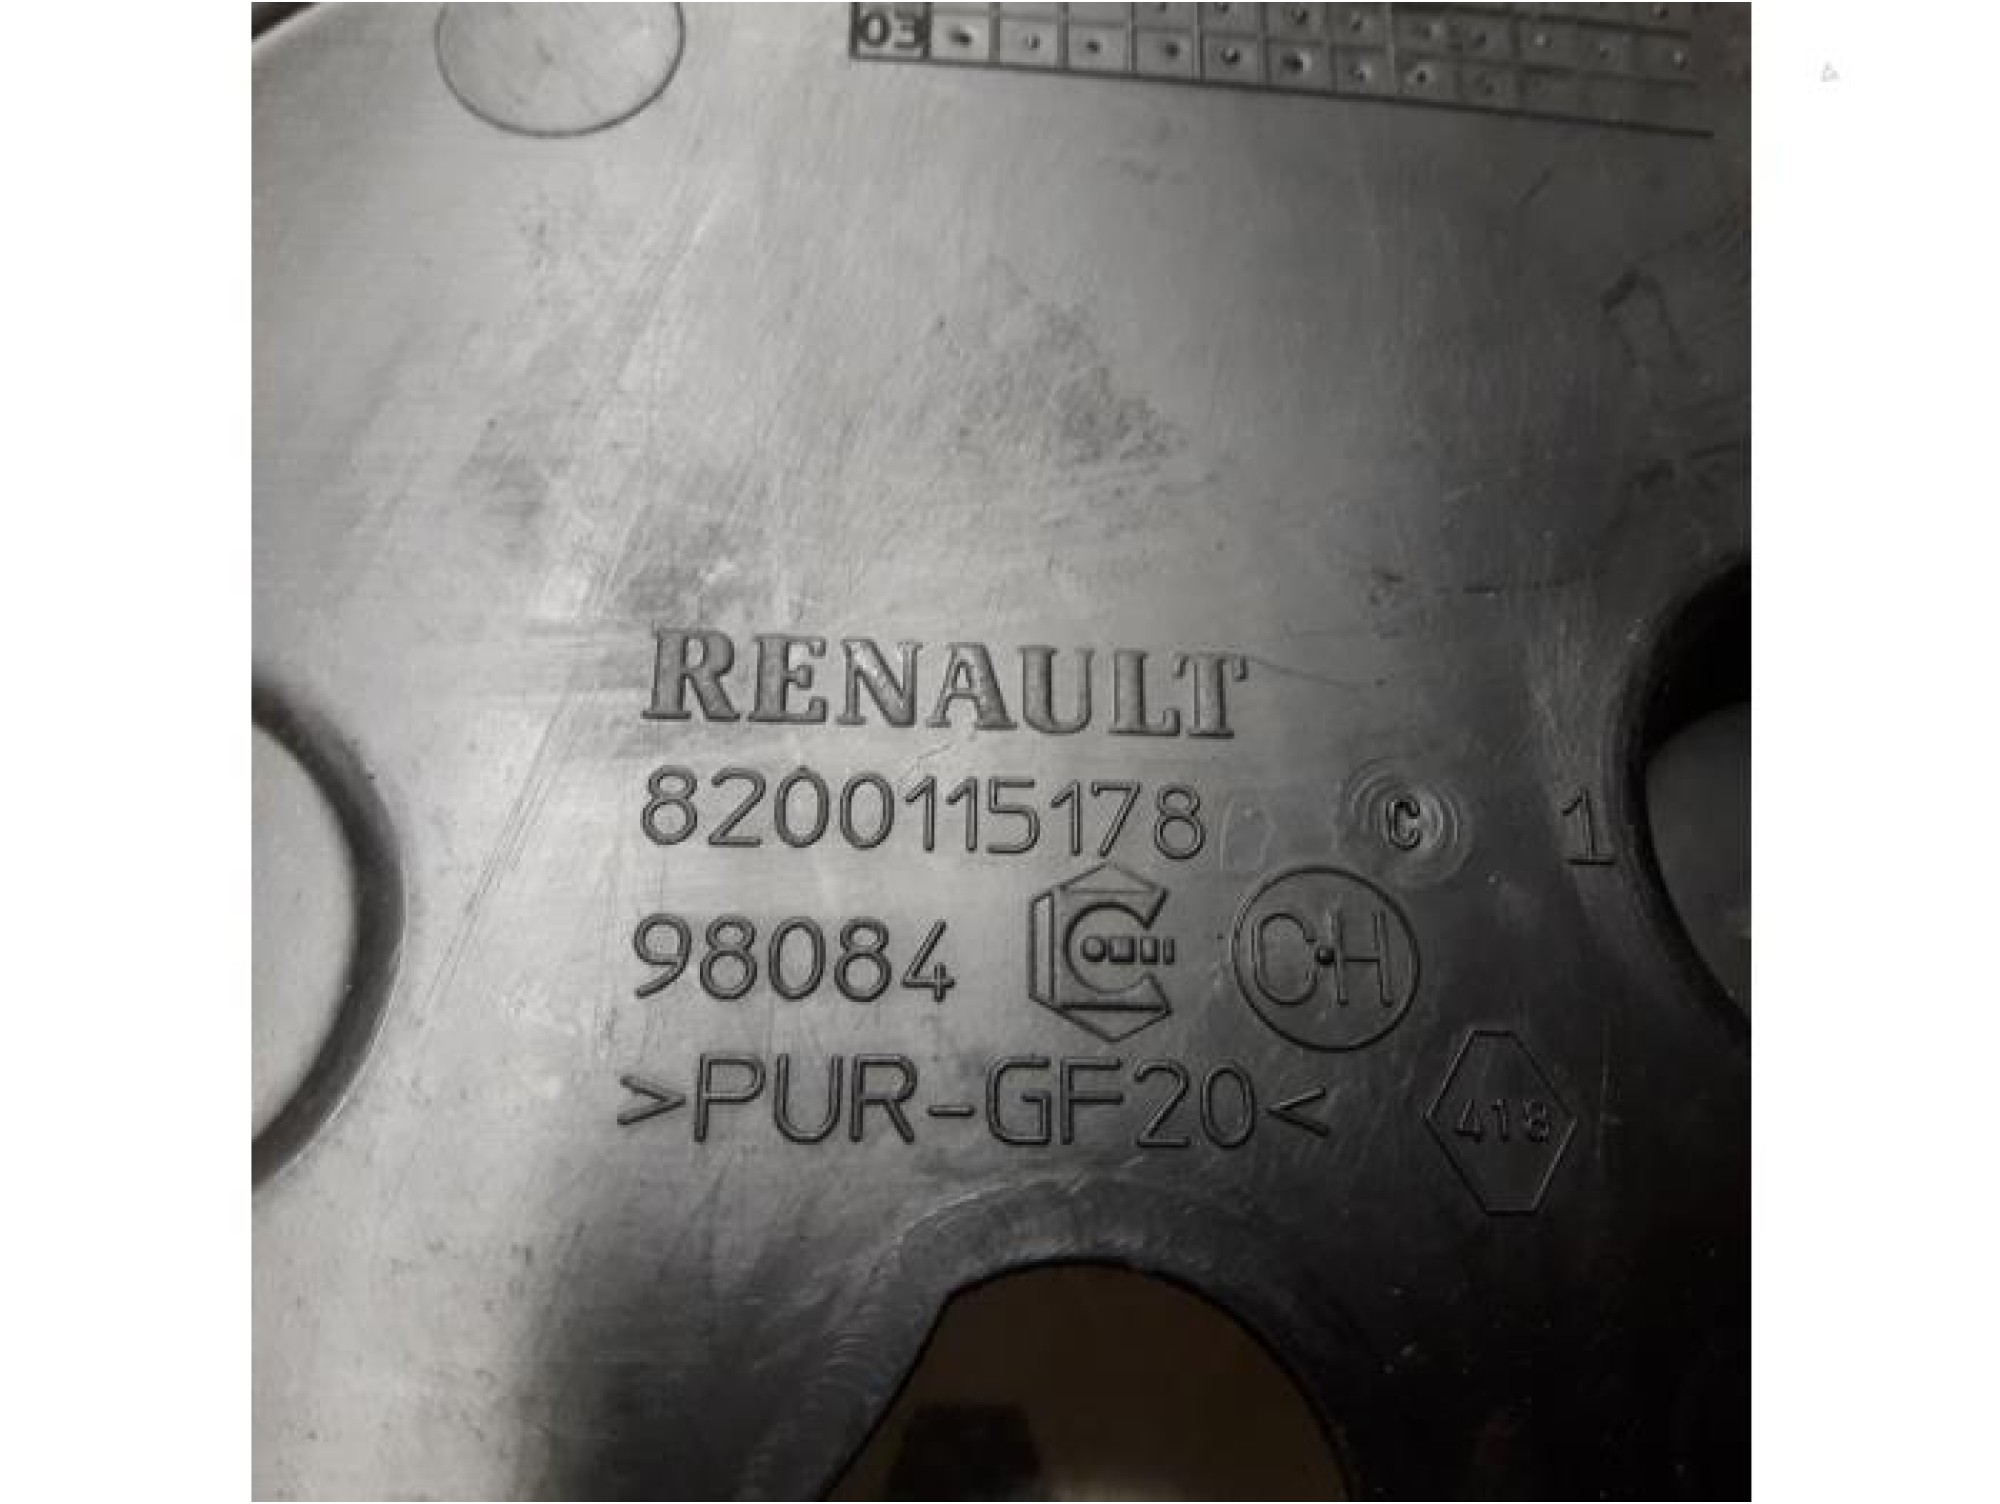 03
RENAULT
8200115178 C 1
98084 C·H
>PUR-GF20<
418